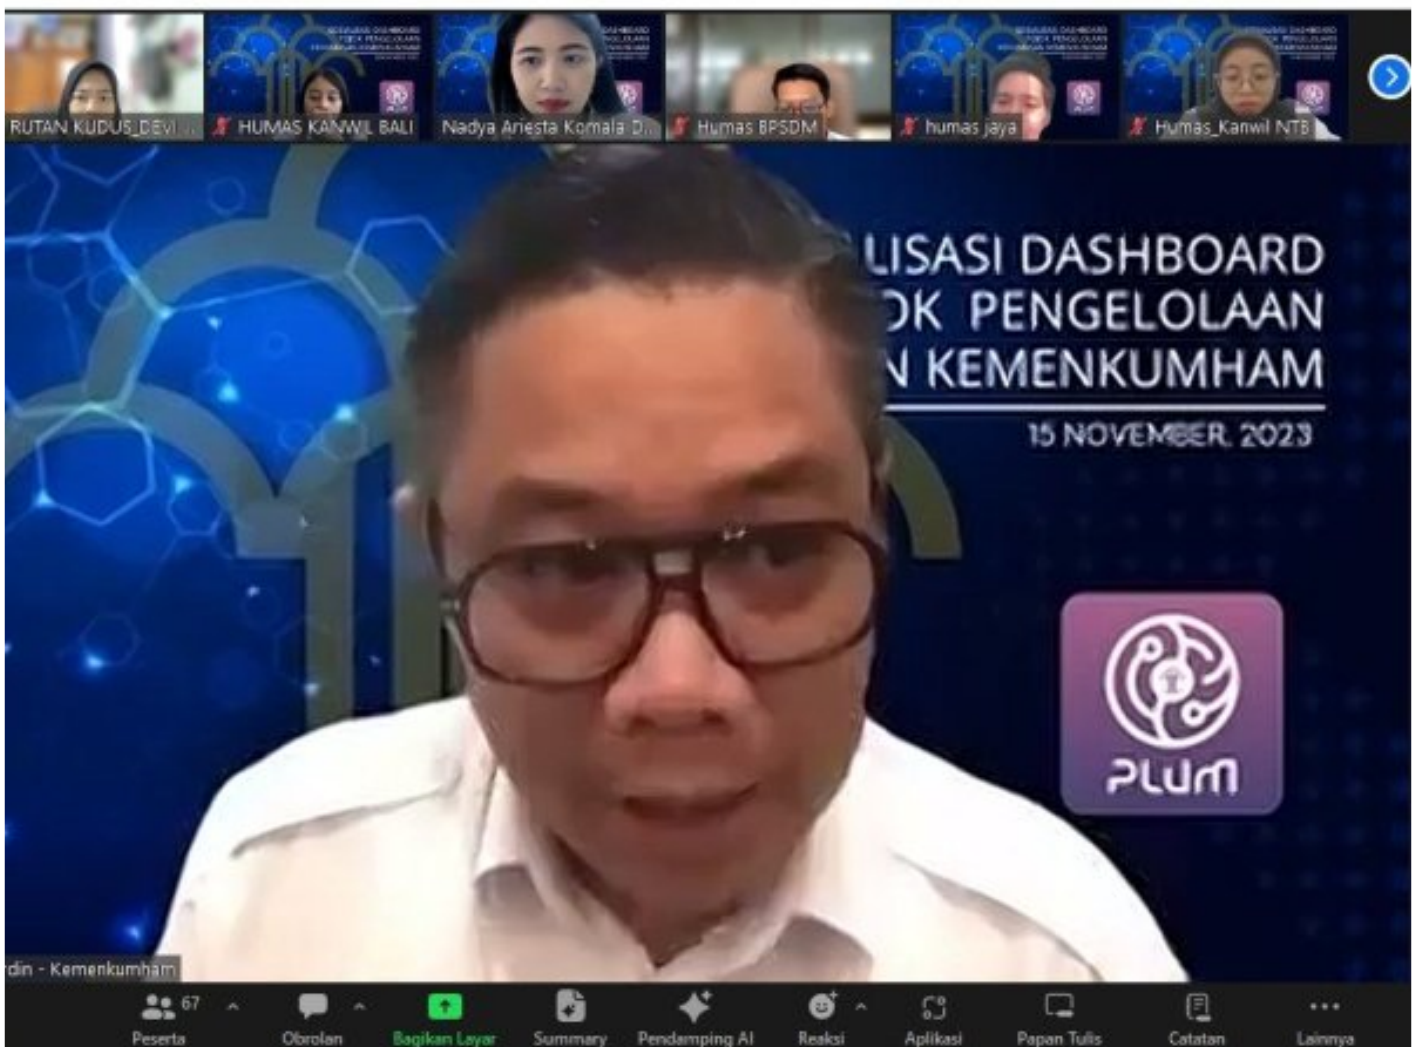 RUTAN KUDUS_DEVI ...
HUMAS KANWIL BALI
Nadya Ariesta Komala D...
Humas BPSDM
humas jaya
Humas_Kanwil NTB
LISASI DASHBOARD
OK PENGELOLAAN
N KEMENKUMHAM
15 NOVEMBER 2023
PLUM
din - Kemenkumham
67
Peserta
Obrolan
Bagikan Layar
Summary
Pendamping AI
Reaksi
Aplikasi
Papan Tulis
Catatan
Lainnya